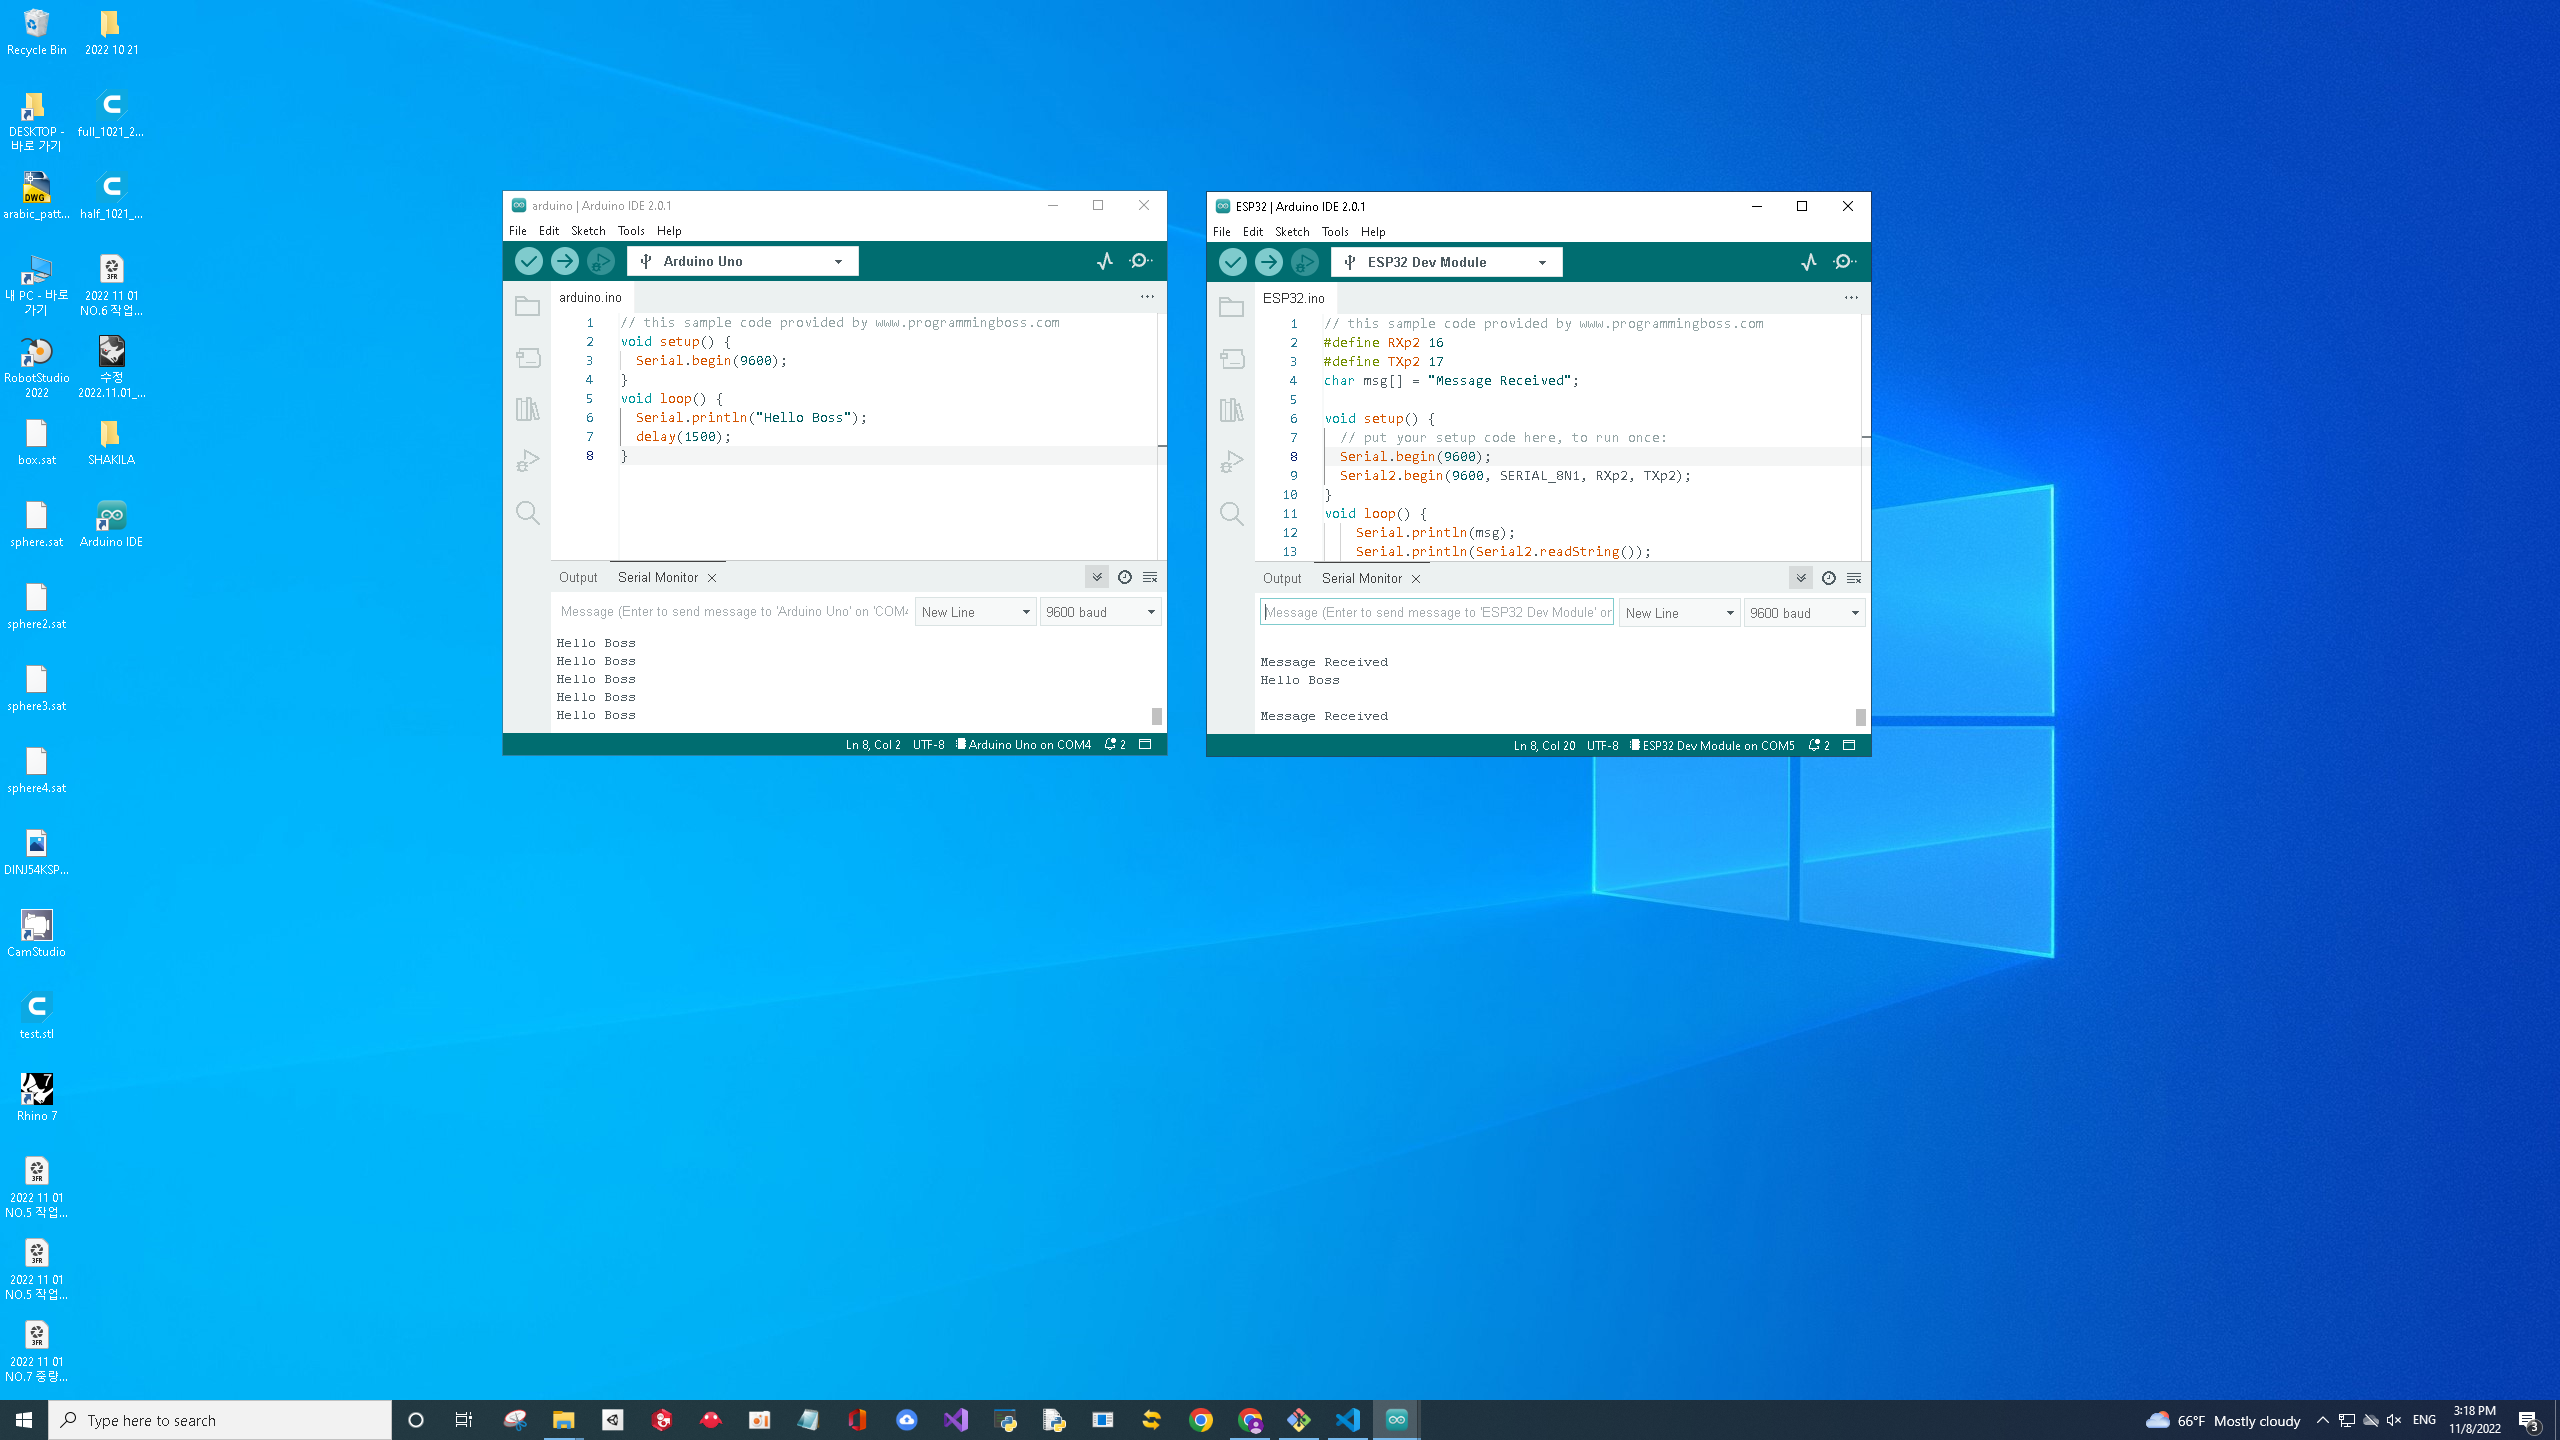 Recycle Bin
2022 10 21
DESKTOP -
바로 가기
full_1021_2...
DWG
arabic_patt...
half_1021_...
내 PC - 바로
가기
3FR
2022 11 01
NO.6 작업...
RobotStudio
2022
수정
2022.11.01_...
box.sat
SHAKILA
sphere.sat
Arduino IDE
sphere2.sat
sphere3.sat
sphere4.sat
DINJ54KSP...
CamStudio
test.stl
7
Rhino 7
3FR
2022 11 01
NO.5 작업...
3FR
2022 11 01
NO.5 작업...
3FR
2022 11 01
NO.7 중량...
arduino | Arduino IDE 2.0.1
File Edit Sketch Tools Help
Arduino Uno
arduino.ino
1 // this sample code provided by www.programmingboss.com
2 void setup() {
3 Serial.begin(9600);
4 }
5 void loop() {
6 Serial.println("Hello Boss");
7 delay(1500);
8 }
Output Serial Monitor
Message (Enter to send message to 'Arduino Uno' on 'COM4 New Line 9600 baud
Hello Boss
Hello Boss
Hello Boss
Hello Boss
Hello Boss
Ln 8, Col 2 UTF-8 Arduino Uno on COM4 2
ESP32 | Arduino IDE 2.0.1
File Edit Sketch Tools Help
ESP32 Dev Module
ESP32.ino
1 // this sample code provided by www.programmingboss.com
2 #define RXp2 16
3 #define TXp2 17
4 char msg[] = "Message Received";
5
6 void setup() {
7 // put your setup code here, to run once:
8 Serial.begin(9600);
9 Serial2.begin(9600, SERIAL_8N1, RXp2, TXp2);
10 }
11 void loop() {
12 Serial.println(msg);
13 Serial.println(Serial2.readString());
Output Serial Monitor
Message (Enter to send message to 'ESP32 Dev Module' or New Line 9600 baud
Message Received
Hello Boss
Message Received
Ln 8, Col 20 UTF-8 ESP32 Dev Module on COM5 2
Type here to search
66°F Mostly cloudy
ENG
3:18 PM
11/8/2022
3